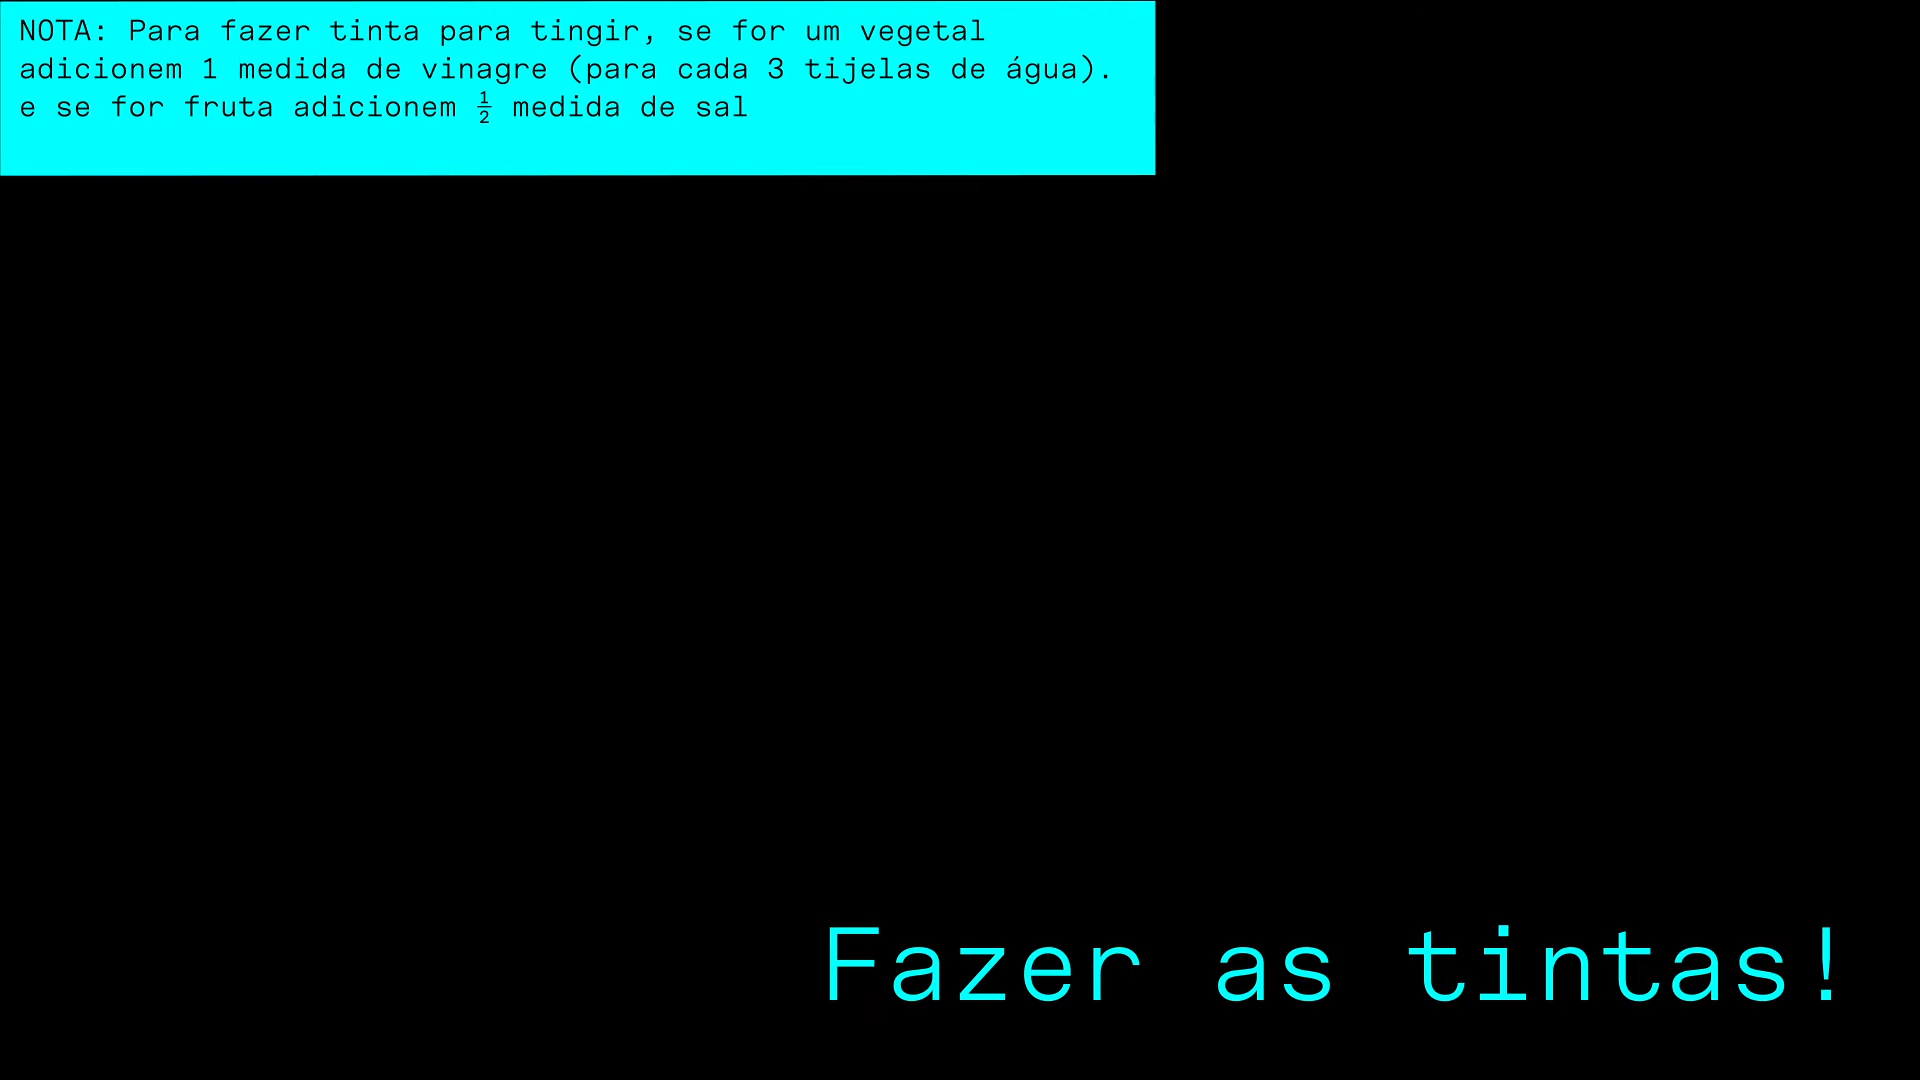 NOTA: Para fazer tinta para tingir, se for um vegetal
adicionem 1 medida de vinagre (para cada 3 tijelas de água).
e se for fruta adicionem ½ medida de sal
Fazer as tintas!